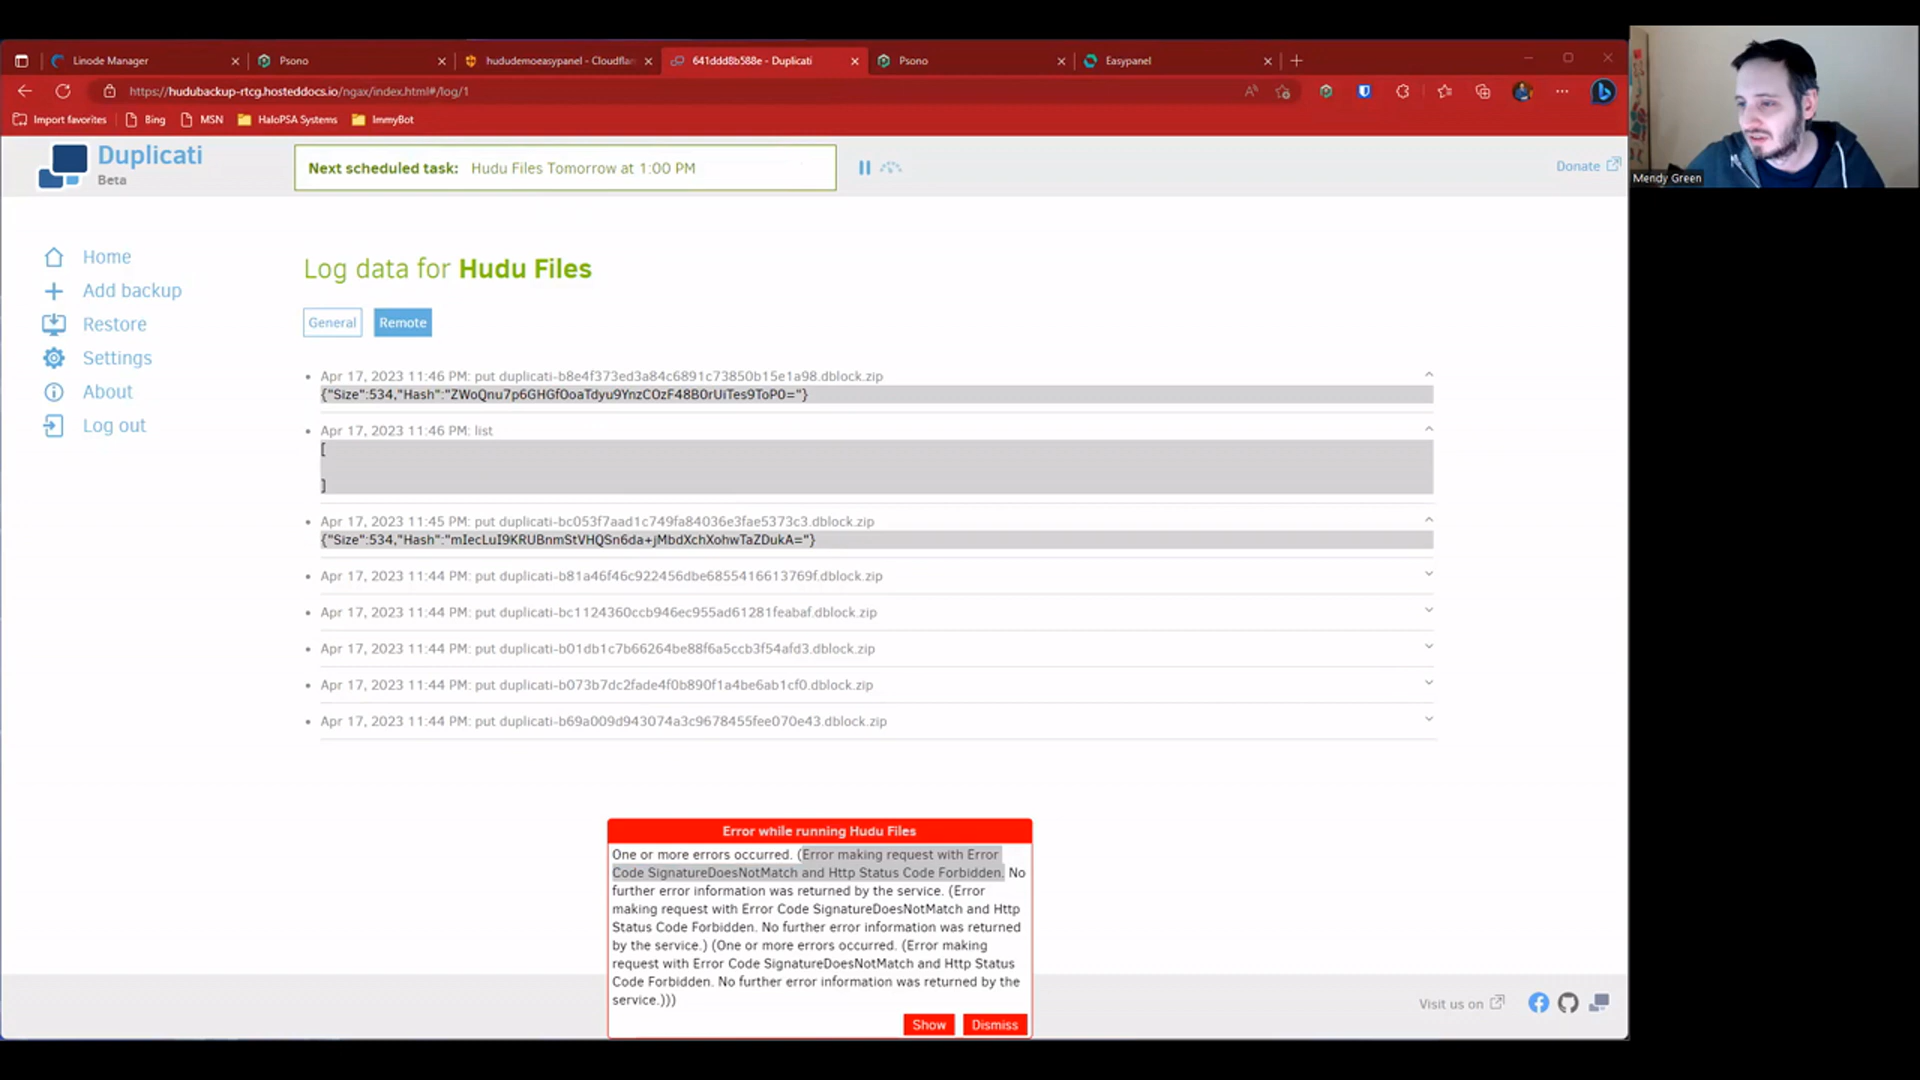 Linode Manager
Psono
hududemoeasypanel - Cloudflar
641ddd8b588e - Duplicati
Psono
Easypanel
https://hudubackup-rtcg.hosteddocs.io/ngax/index.html#/log/1
Import favorites
Bing
MSN
HaloPSA Systems
ImmyBot
Mendy Green
Duplicati
Beta
Next scheduled task: Hudu Files Tomorrow at 1:00 PM
Donate
Home
Add backup
Restore
Settings
About
Log out
Log data for Hudu Files
General
Remote
Apr 17, 2023 11:46 PM: put duplicati-b8e4f373ed3a84c6891c73850b15e1a98.dblock.zip
{"Size":534,"Hash":"ZWoQnu7p6GHGfOoaTdyu9YnzCOzF48B0rUiTes9ToP0="}
Apr 17, 2023 11:46 PM: list
[
]
Apr 17, 2023 11:45 PM: put duplicati-bc053f7aad1c749fa84036e3fae5373c3.dblock.zip
{"Size":534,"Hash":"mIecLuI9KRUBnmStVHQSn6da+jMbdXchXohwTaZDukA="}
Apr 17, 2023 11:44 PM: put duplicati-b81a46f46c922456dbe6855416613769f.dblock.zip
Apr 17, 2023 11:44 PM: put duplicati-bc1124360ccb946ec955ad61281feabaf.dblock.zip
Apr 17, 2023 11:44 PM: put duplicati-b01db1c7b66264be88f6a5ccb3f54afd3.dblock.zip
Apr 17, 2023 11:44 PM: put duplicati-b073b7dc2fade4f0b890f1a4be6ab1cf0.dblock.zip
Apr 17, 2023 11:44 PM: put duplicati-b69a009d943074a3c9678455fee070e43.dblock.zip
Error while running Hudu Files
One or more errors occurred. (Error making request with Error
Code SignatureDoesNotMatch and Http Status Code Forbidden. No
further error information was returned by the service. (Error
making request with Error Code SignatureDoesNotMatch and Http
Status Code Forbidden. No further error information was returned
by the service.) (One or more errors occurred. (Error making
request with Error Code SignatureDoesNotMatch and Http Status
Code Forbidden. No further error information was returned by the
service.)))
Show
Dismiss
Visit us on